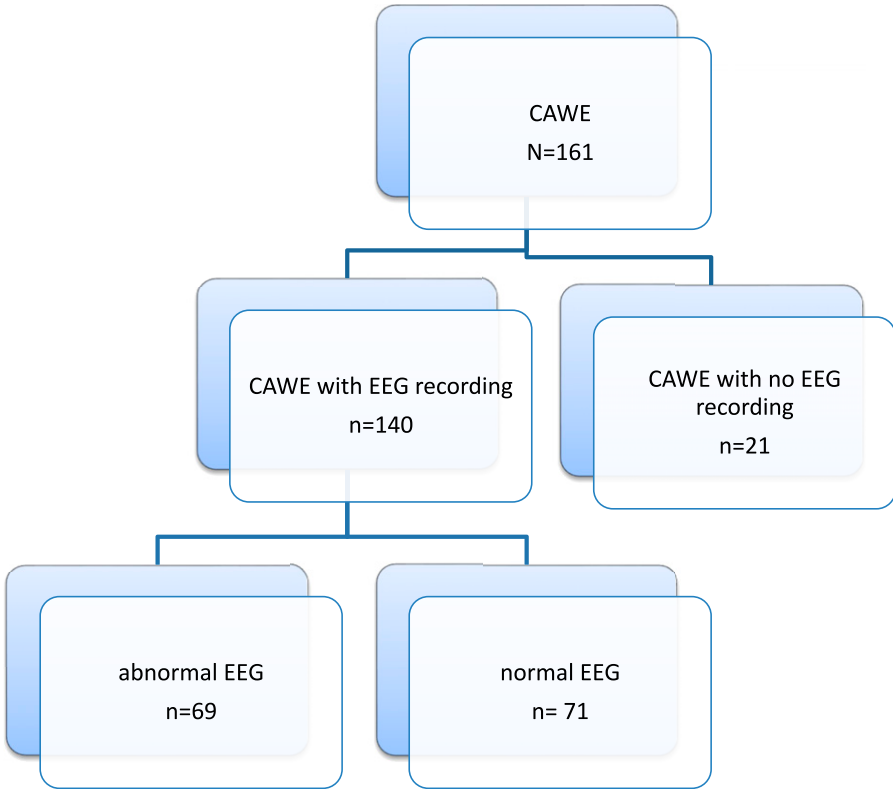 CAWE
N=161
CAWE with EEG recording
n=140
CAWE with no EEG
recording
n=21
abnormal EEG
n=69
normal EEG
n= 71